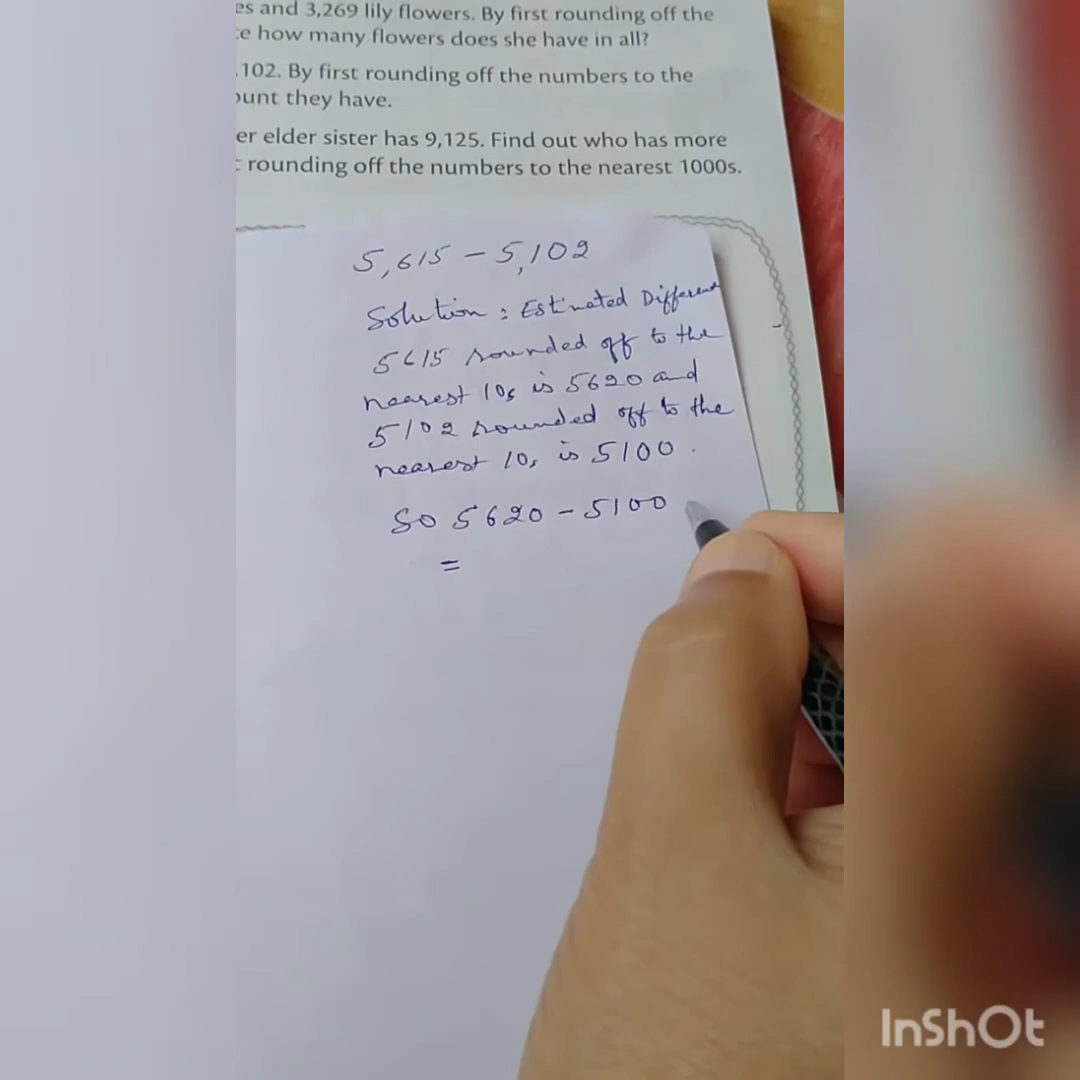 es and 3,269 lily flowers. By first rounding off the
e how many flowers does she have in all?
,102. By first rounding off the numbers to the
ount they have.
er elder sister has 9,125. Find out who has more
t rounding off the numbers to the nearest 1000s.
5,615 - 5,102
Solution : Estimated Different
5615 rounded off to the
nearest 10s is 5620 and
5102 rounded off to the
nearest 10s is 5100.
So 5620 - 5100
=
InShOt